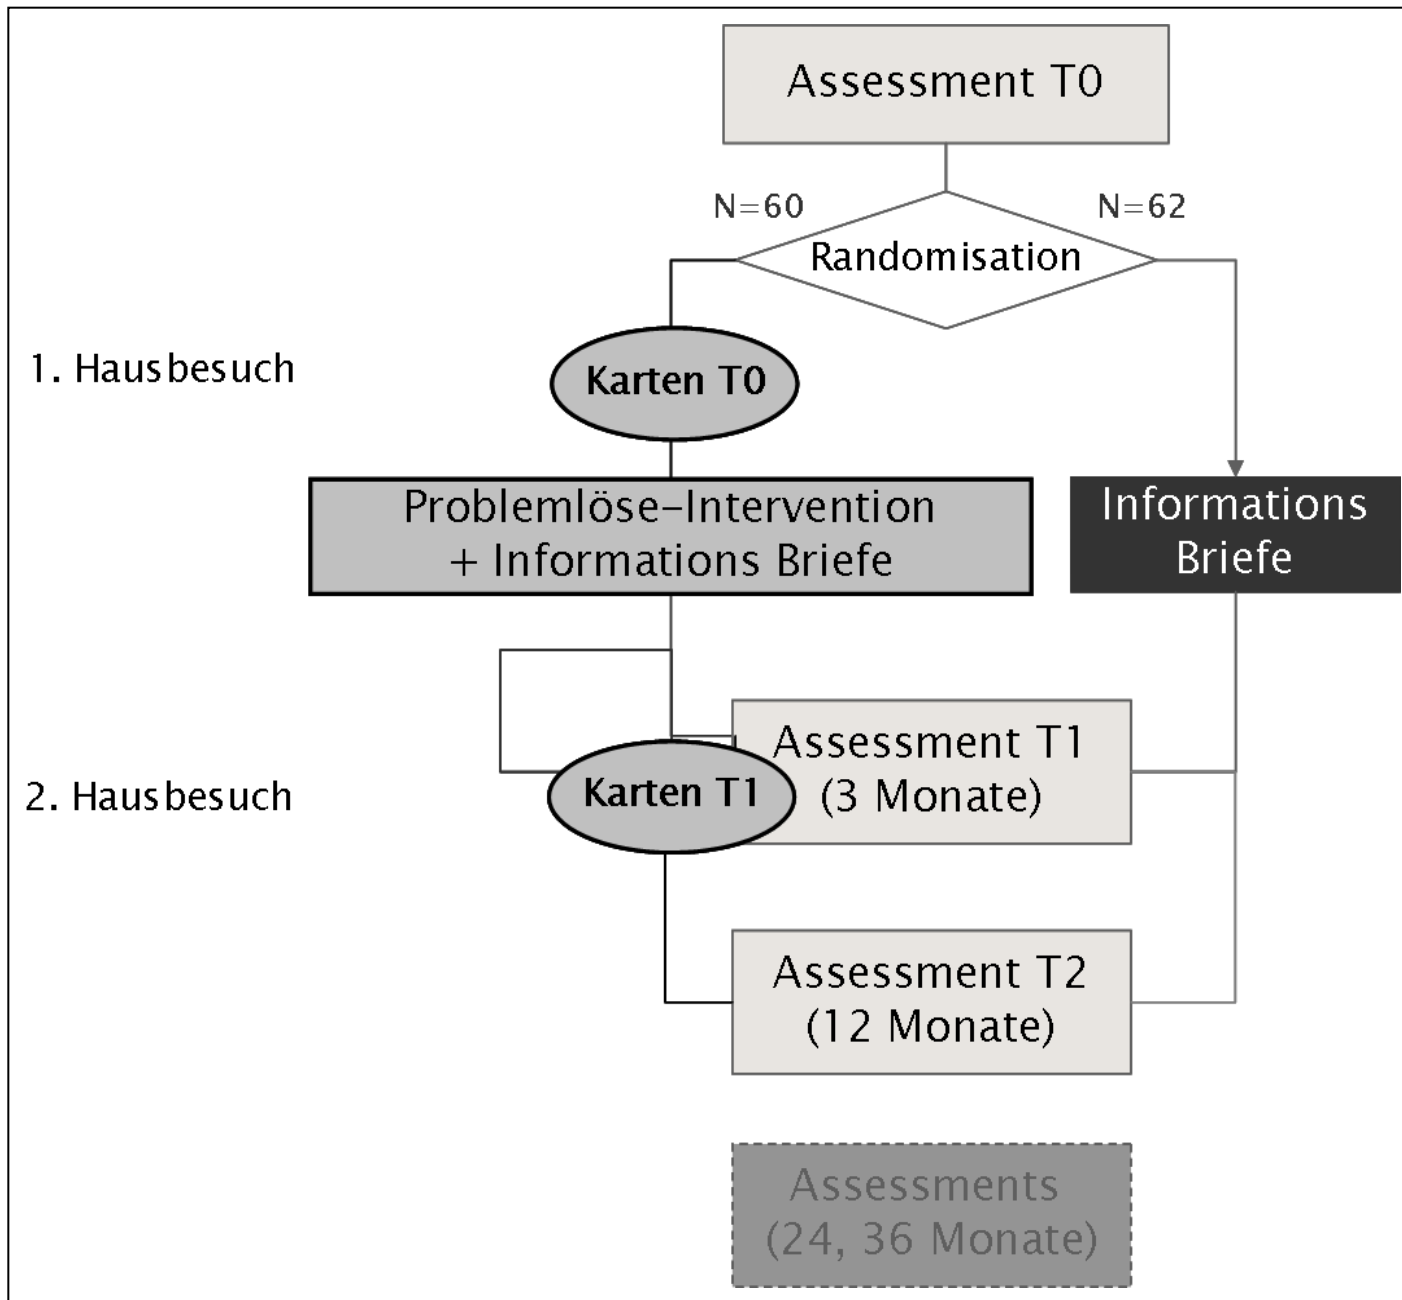 Assessment T0
N=60
N=62
Randomisation
1. Hausbesuch
Karten T0
Problemlöse-Intervention
+ Informations Briefe
Informations
Briefe
Assessment T1
(3 Monate)
2. Hausbesuch
Karten T1
Assessment T2
(12 Monate)
Assessments
(24, 36 Monate)